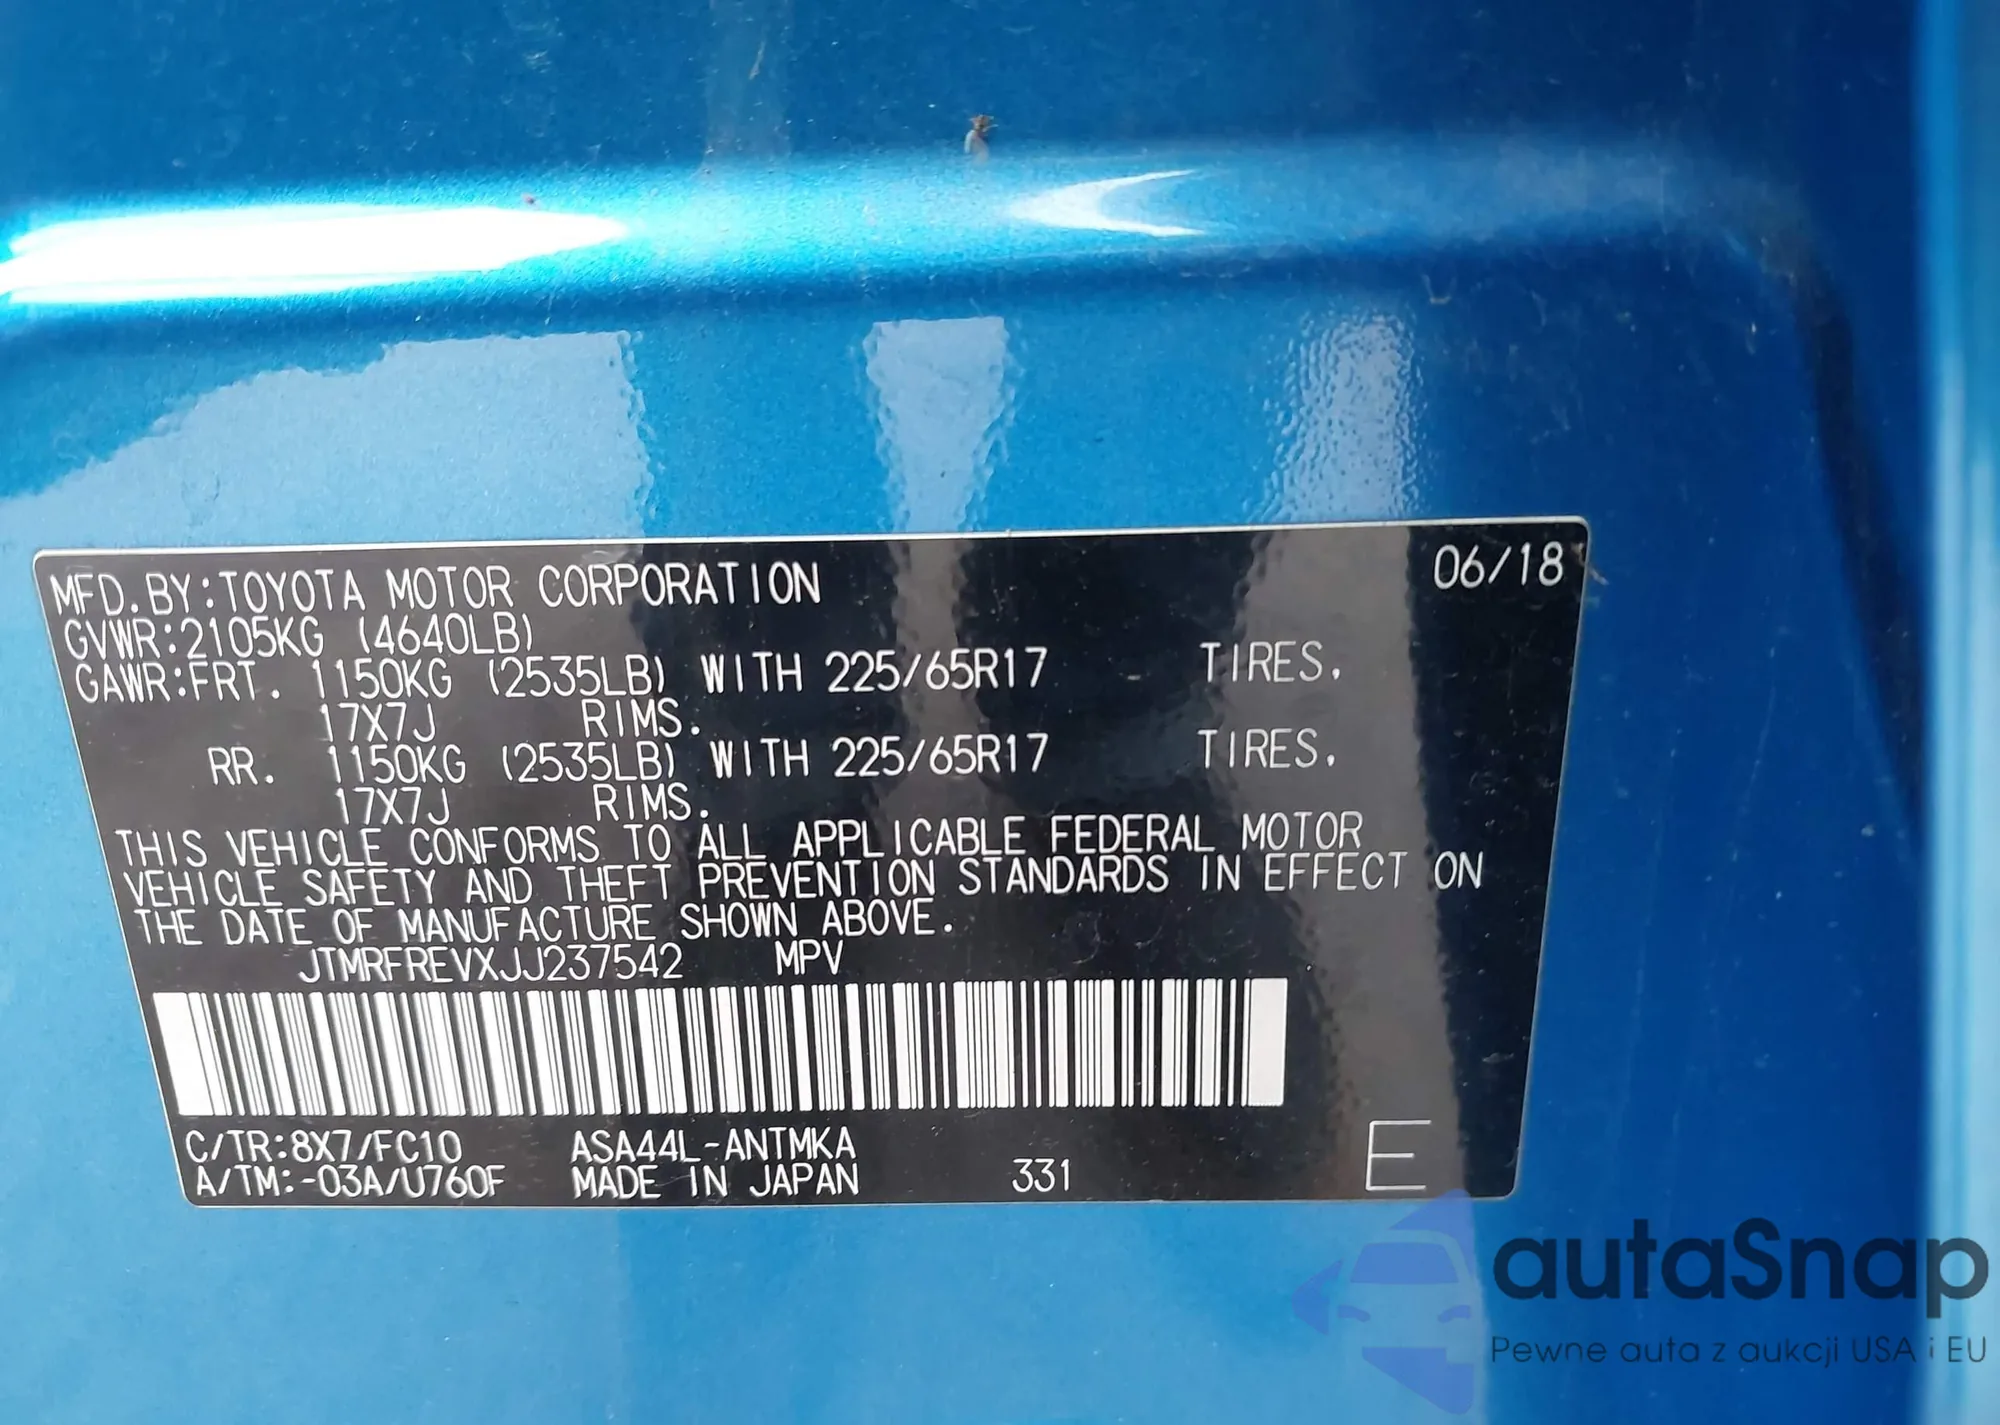 MFD. BY: TOYOTA MOTOR CORPORATION 06/18
GVWR: 2105KG (4640LB)
GAWR: FRT. 1150KG (2535LB) WITH 225/65R17 TIRES.
17X7J RIMS.
RR. 1150KG (2535LB) WITH 225/65R17 TIRES.
17X7J RIMS.
THIS VEHICLE CONFORMS TO ALL APPLICABLE FEDERAL MOTOR
VEHICLE SAFETY AND THEFT PREVENTION STANDARDS IN EFFECT ON
THE DATE OF MANUFACTURE SHOWN ABOVE.
JTMRFREVXJJ237542 MPV
C/TR: 8X7/FC10 ASA44L-ANTMKA
A/TM: -03A/U760F MADE IN JAPAN 331 E
autaSnap
Pewne auta z aukcji USA i EU